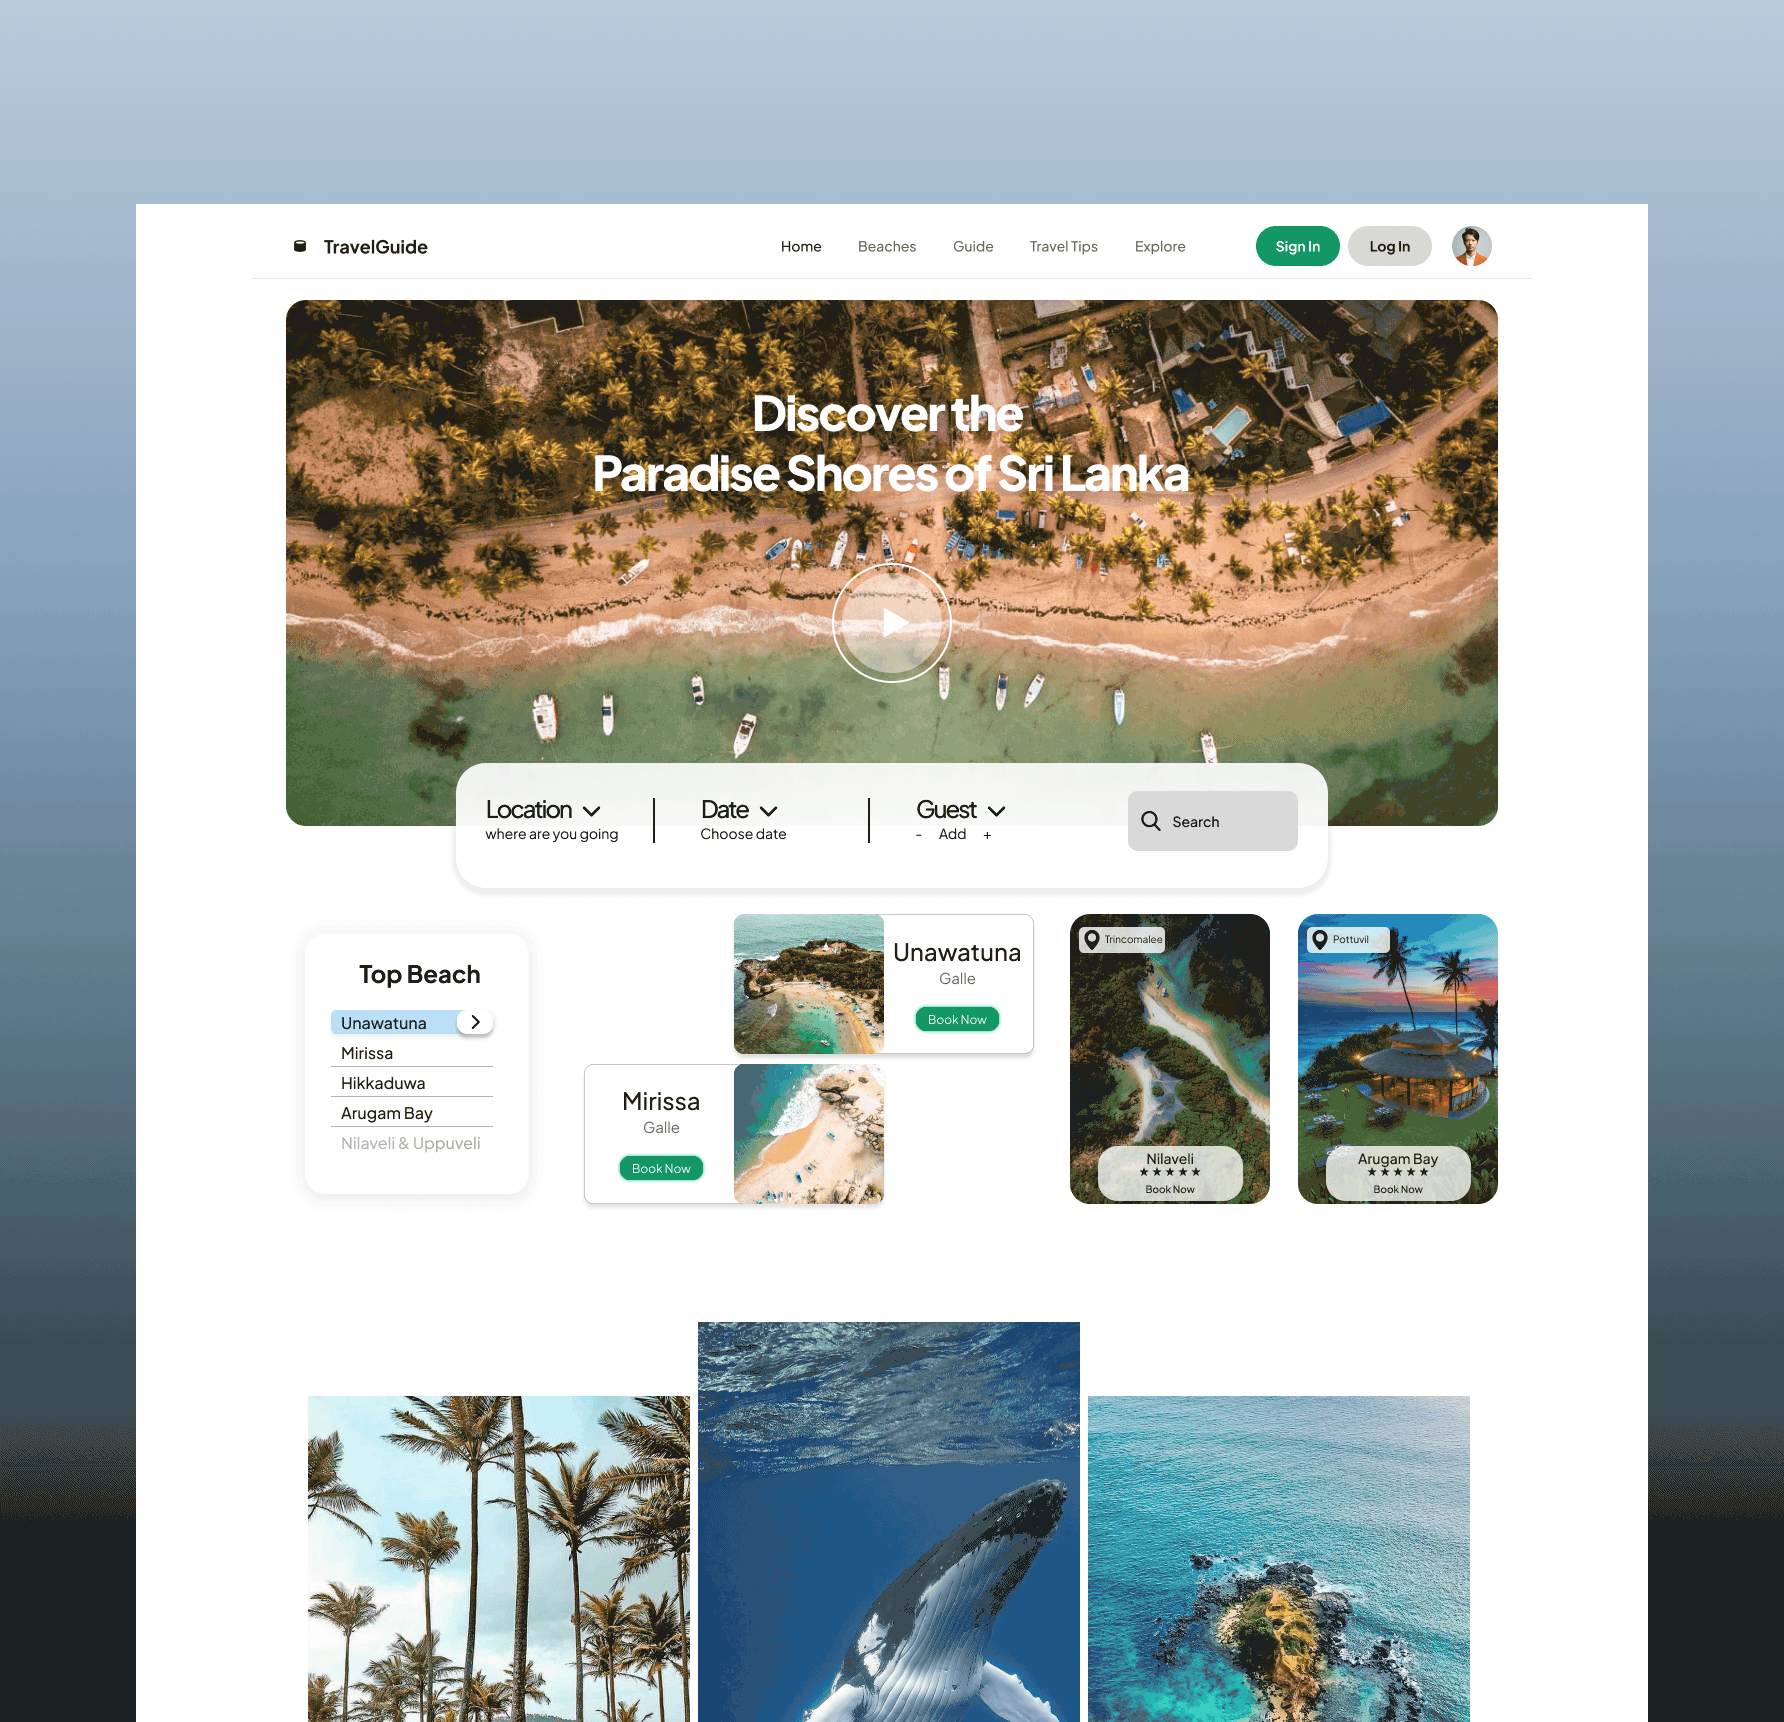 TravelGuide
Home
Beaches
Guide
Travel Tips
Explore
Sign In
Log In
Discover the
Paradise Shores of Sri Lanka
Location
where are you going
Date
Choose date
Guest
- Add +
Search
Top Beach
Unawatuna
Mirissa
Hikkaduwa
Arugam Bay
Nilaveli & Uppuveli
Unawatuna
Galle
Book Now
Mirissa
Galle
Book Now
Trincomalee
Nilaveli
★★★★★
Book Now
Pottuvil
Arugam Bay
★★★★★
Book Now